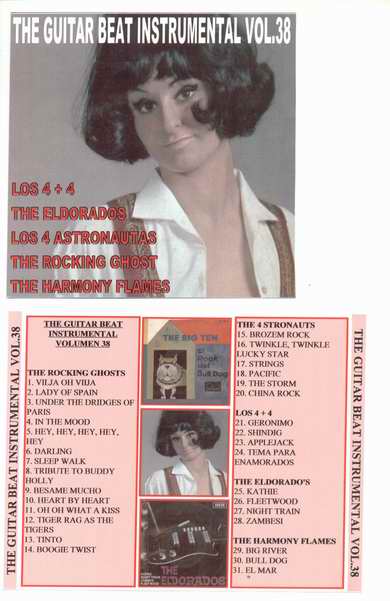 THE GUITAR BEAT INSTRUMENTAL VOL.38
LOS 4 + 4
THE ELDORADOS
LOS 4 ASTRONAUTAS
THE ROCKING GHOST
THE HARMONY FLAMES
THE GUITAR BEAT INSTRUMENTAL VOL.38
THE GUITAR BEAT
INSTRUMENTAL
VOLUMEN 38
THE ROCKING GHOSTS
1. VILJA OH VIIJA
2. LADY OF SPAIN
3. UNDER THE DRIDGES OF
PARIS
4. IN THE MOOD
5. HEY, HEY, HEY, HEY,
HEY
6. DARLING
7. SLEEP WALK
8. TRIBUTE TO BUDDY
HOLLY
9. BESAME MUCHO
10. HEART BY HEART
11. OH OH WHAT A KISS
12. TIGER RAG AS THE
TIGERS
13. TINTO
14. BOOGIE TWIST
THE BIG TEN
El
Rock
del
Bull Dog
DECCA
THE
ELDORADOS
THE 4 STRONAUTS
15. BROZEM ROCK
16. TWINKLE, TWINKLE
LUCKY STAR
17. STRINGS
18. PACIFIC
19. THE STORM
20. CHINA ROCK
LOS 4 + 4
21. GERONIMO
22. SHINDIG
23. APPLEJACK
24. TEMA PARA
ENAMORADOS
THE ELDORADO'S
25. KATHIE
26. FLEETWOOD
27. NIGHT TRAIN
28. ZAMBESI
THE HARMONY FLAMES
29. BIG RIVER
30. BULL DOG
31. EL MAR
THE GUITAR BEAT INSTRUMENTAL VOL.38